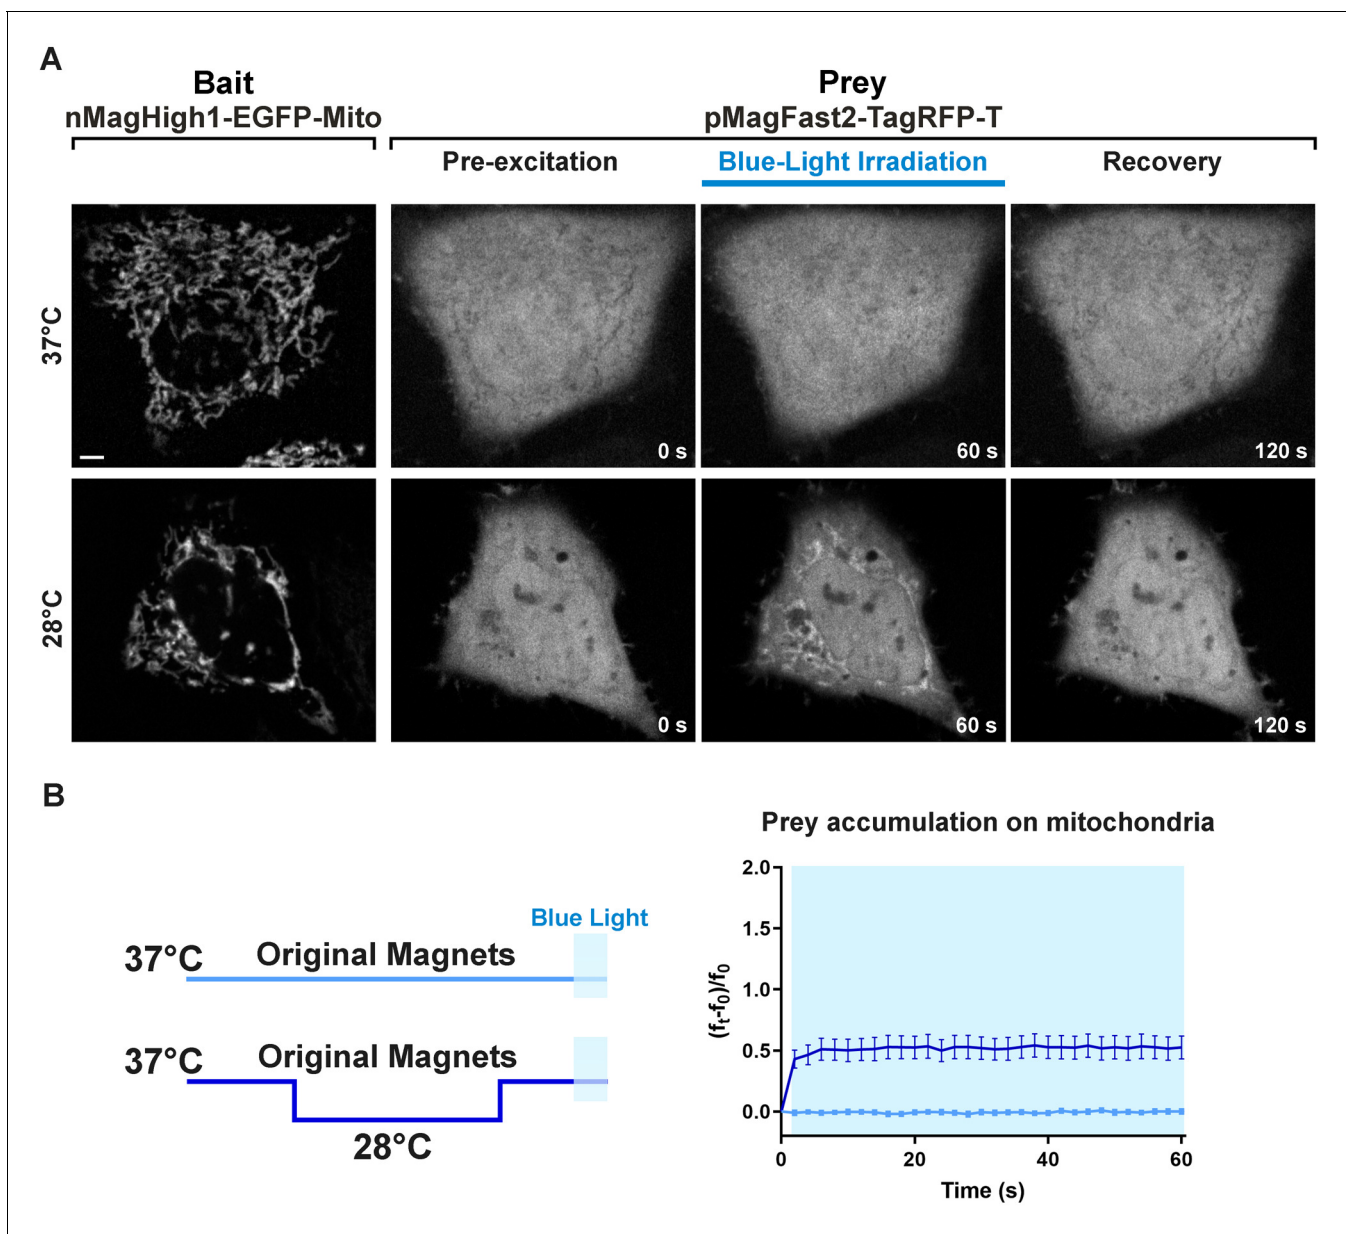 A
Bait
nMagHigh1-EGFP-Mito
Prey
pMagFast2-TagRFP-T
Pre-excitation
Blue-Light Irradiation
Recovery
37°C
0 s
60 s
120 s
28°C
0 s
60 s
120 s
B
Blue Light
37°C
Original Magnets
37°C
Original Magnets
28°C
Prey accumulation on mitochondria
(ft-f0)/f0
2.0
1.5
1.0
0.5
0.0
0
20
40
60
Time (s)